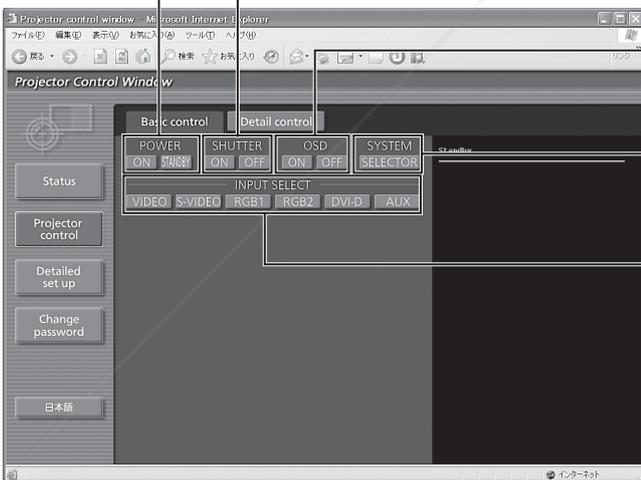 Projector control window - Microsoft Internet Explorer
ファイル(F) 編集(E) 表示(V) お気に入り(A) ツール(T) ヘルプ(H)
戻る 検索 お気に入り リンク
Projector Control Window
Basic control Detail control
POWER SHUTTER OSD SYSTEM
ON STANDBY ON OFF ON OFF SELECTOR
Standby
INPUT SELECT
VIDEO S-VIDEO RGB1 RGB2 DVI-D AUX
Status
Projector
control
Detailed
set up
Change
password
日本語
インターネット